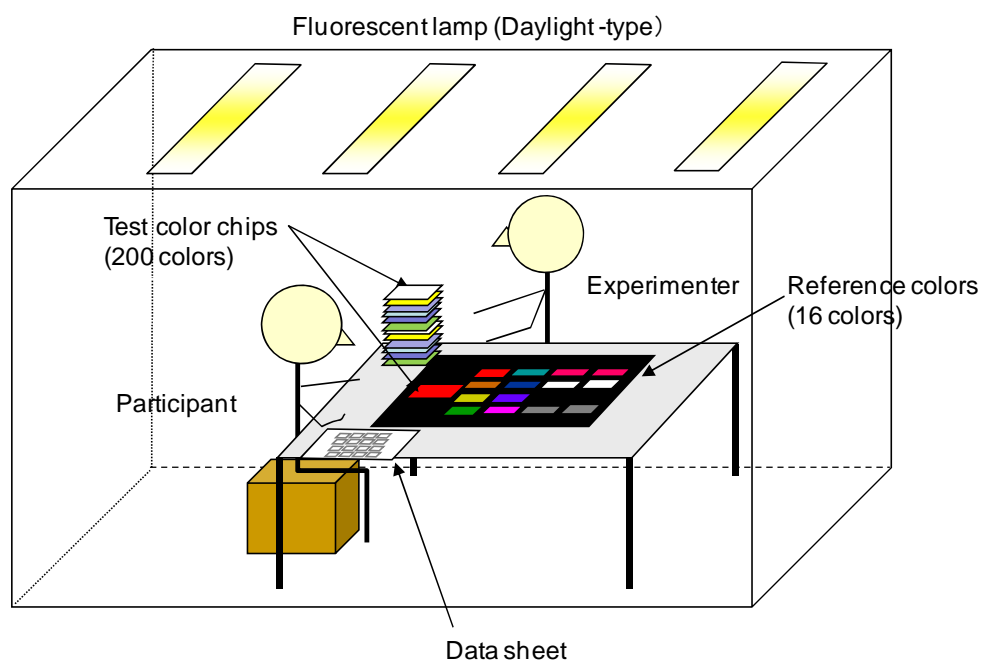 Fluorescent lamp (Daylight-type）
Test color chips
(200 colors)
Experimenter
Reference colors
(16 colors)
Participant
Data sheet